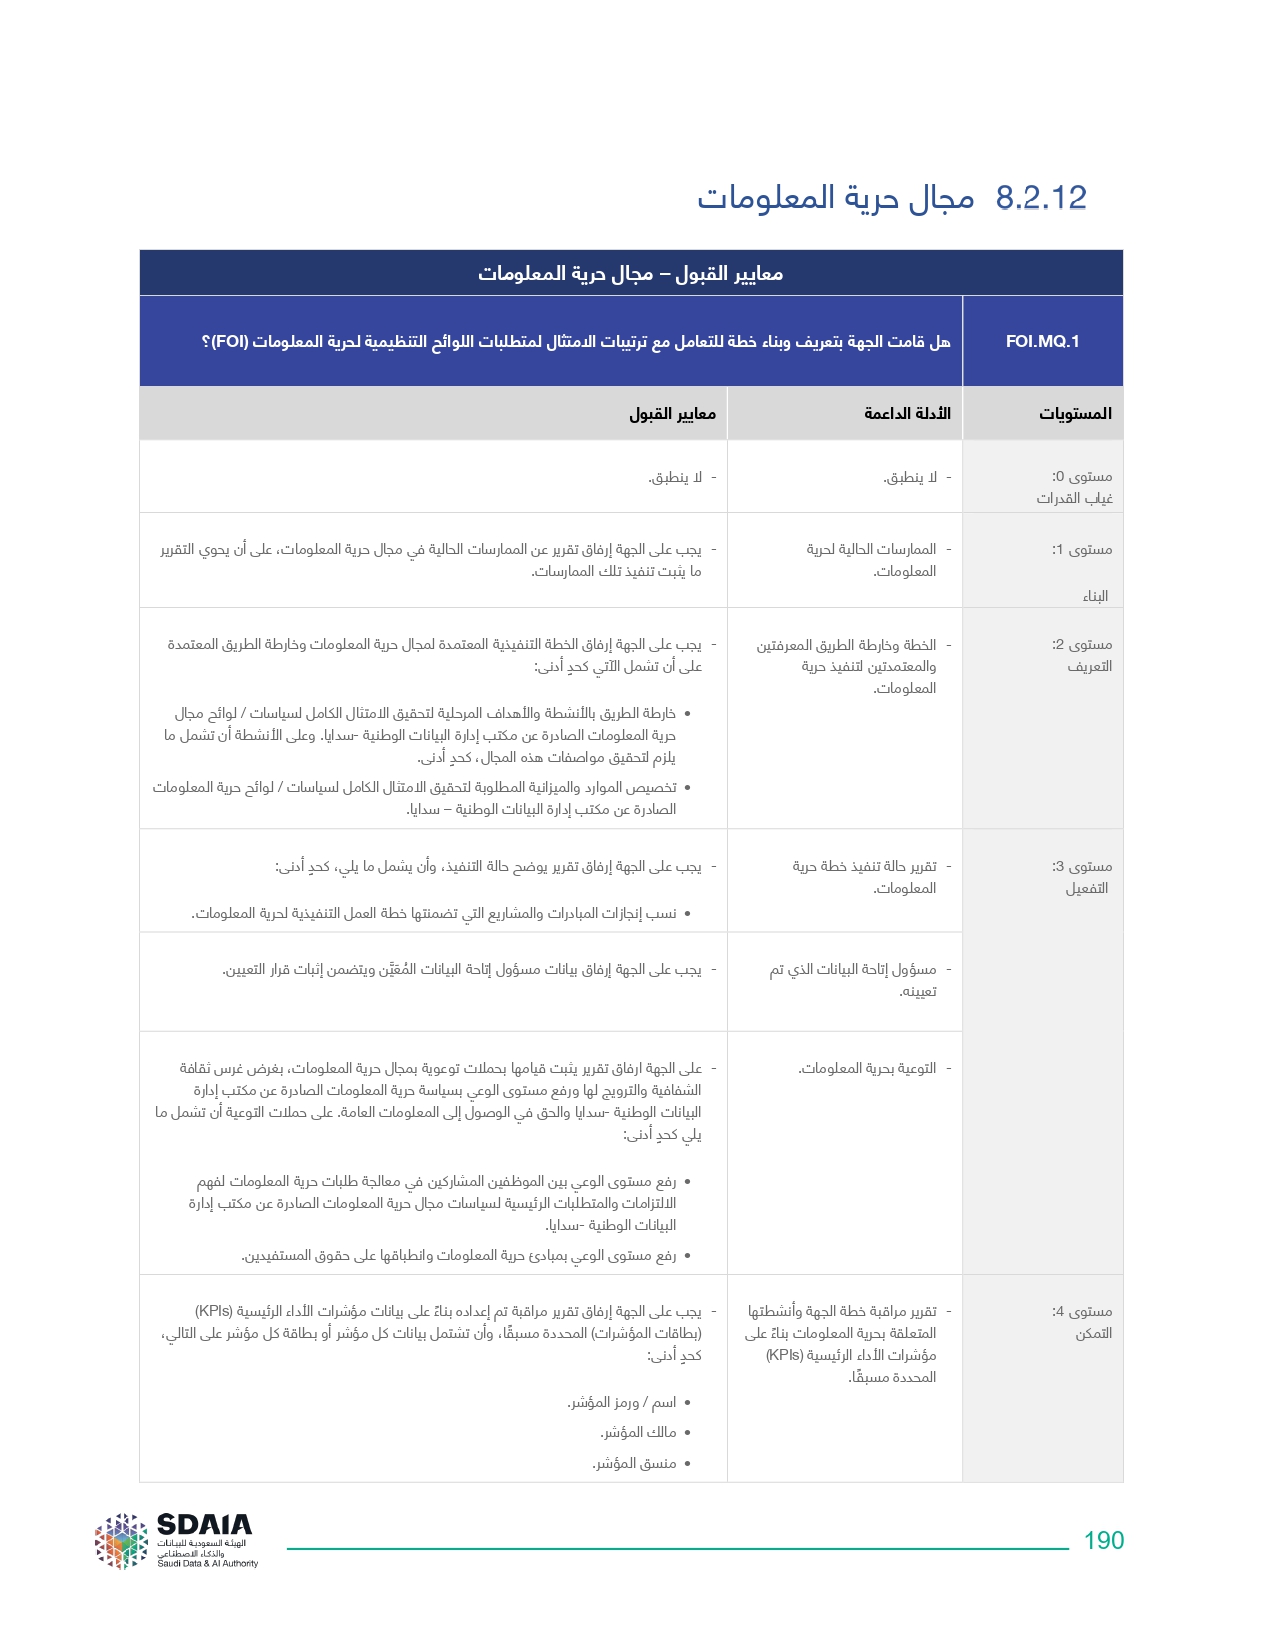 8.2.12 مجال حرية المعلومات
معايير القبول – مجال حرية المعلومات
FOI.MQ.1
هل قامت الجهة بتعريف وبناء خطة للتعامل مع ترتيبات الامتثال لمتطلبات اللوائح التنظيمية لحرية المعلومات (FOI)؟
المستويات
الأدلة الداعمة
معايير القبول
مستوى 0:
غياب القدرات
- لا ينطبق.
- لا ينطبق.
مستوى 1:
البناء
- الممارسات الحالية لحرية
المعلومات.
- يجب على الجهة إرفاق تقرير عن الممارسات الحالية في مجال حرية المعلومات، على أن يحوي التقرير
ما يثبت تنفيذ تلك الممارسات.
مستوى 2:
التعريف
- الخطة وخارطة الطريق المعرفتين
والمعتمدتين لتنفيذ حرية
المعلومات.
- يجب على الجهة إرفاق الخطة التنفيذية المعتمدة لمجال حرية المعلومات وخارطة الطريق المعتمدة
على أن تشمل الآتي كحدٍ أدنى:
• خارطة الطريق بالأنشطة والأهداف المرحلية لتحقيق الامتثال الكامل لسياسات / لوائح مجال
حرية المعلومات الصادرة عن مكتب إدارة البيانات الوطنية -سدايا. وعلى الأنشطة أن تشمل ما
يلزم لتحقيق مواصفات هذه المجال، كحدٍ أدنى.
• تخصيص الموارد والميزانية المطلوبة لتحقيق الامتثال الكامل لسياسات / لوائح حرية المعلومات
الصادرة عن مكتب إدارة البيانات الوطنية – سدايا.
مستوى 3:
التفعيل
- تقرير حالة تنفيذ خطة حرية
المعلومات.
- يجب على الجهة إرفاق تقرير يوضح حالة التنفيذ، وأن يشمل ما يلي، كحدٍ أدنى:
• نسب إنجازات المبادرات والمشاريع التي تضمنتها خطة العمل التنفيذية لحرية المعلومات.
- مسؤول إتاحة البيانات الذي تم
تعيينه.
- يجب على الجهة إرفاق بيانات مسؤول إتاحة البيانات المُعَيَّن ويتضمن إثبات قرار التعيين.
- التوعية بحرية المعلومات.
- على الجهة ارفاق تقرير يثبت قيامها بحملات توعوية بمجال حرية المعلومات، بغرض غرس ثقافة
الشفافية والترويج لها ورفع مستوى الوعي بسياسة حرية المعلومات الصادرة عن مكتب إدارة
البيانات الوطنية -سدايا والحق في الوصول إلى المعلومات العامة. على حملات التوعية أن تشمل ما
يلي كحدٍ أدنى:
• رفع مستوى الوعي بين الموظفين المشاركين في معالجة طلبات حرية المعلومات لفهم
الالتزامات والمتطلبات الرئيسية لسياسات مجال حرية المعلومات الصادرة عن مكتب إدارة
البيانات الوطنية -سدايا.
• رفع مستوى الوعي بمبادئ حرية المعلومات وانطباقها على حقوق المستفيدين.
مستوى 4:
التمكن
- تقرير مراقبة خطة الجهة وأنشطتها
المتعلقة بحرية المعلومات بناءً على
مؤشرات الأداء الرئيسية (KPIs)
المحددة مسبقًا.
- يجب على الجهة إرفاق تقرير مراقبة تم إعداده بناءً على بيانات مؤشرات الأداء الرئيسية (KPIs)
(بطاقات المؤشرات) المحددة مسبقًا، وأن تشتمل بيانات كل مؤشر أو بطاقة كل مؤشر على التالي،
كحدٍ أدنى:
• اسم / ورمز المؤشر.
• مالك المؤشر.
• منسق المؤشر.
SDAIA
الهيئة السعودية للبيانات
والذكاء الاصطناعي
Saudi Data & AI Authority
190